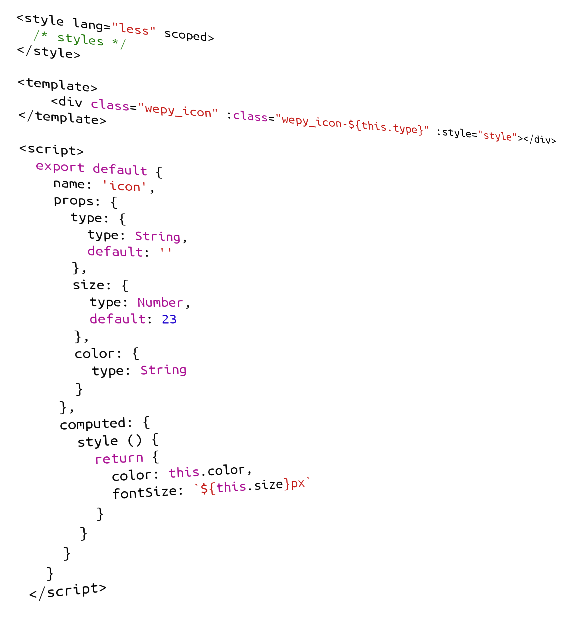 <style lang="less" scoped>
/* styles */
</style>
<template>
<div class="wepy_icon" :class="wepy_icon-${this.type}" :style="style"></div>
</template>
<script>
export default {
name: 'icon',
props: {
type: {
type: String,
default: ''
},
size: {
type: Number,
default: 23
},
color: {
type: String
}
},
computed: {
style () {
return {
color: this.color,
fontSize: `${this.size}px`
}
}
}
}
</script>